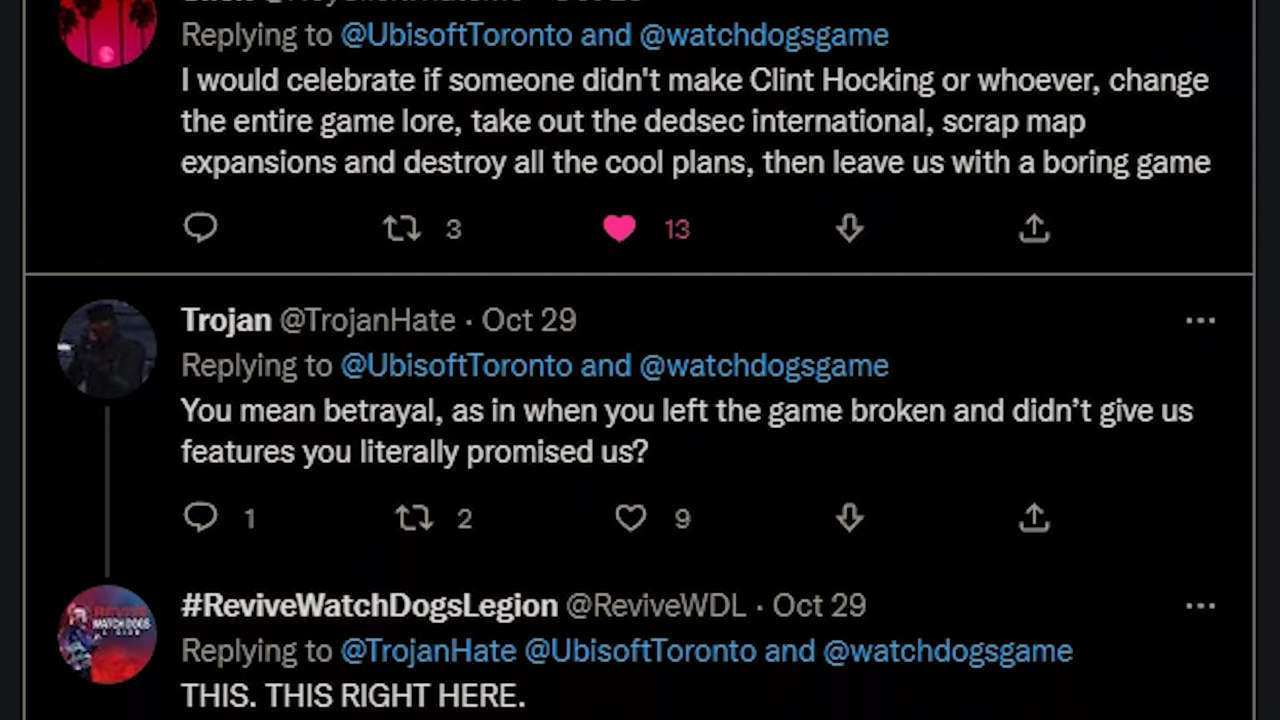 Replying to @UbisoftToronto and @watchdogsgame
I would celebrate if someone didn't make Clint Hocking or whoever, change
the entire game lore, take out the dedsec international, scrap map
expansions and destroy all the cool plans, then leave us with a boring game
3 13
Trojan @TrojanHate · Oct 29
Replying to @UbisoftToronto and @watchdogsgame
You mean betrayal, as in when you left the game broken and didn’t give us
features you literally promised us?
1 2 9
#ReviveWatchDogsLegion @ReviveWDL · Oct 29
Replying to @TrojanHate @UbisoftToronto and @watchdogsgame
THIS. THIS RIGHT HERE.